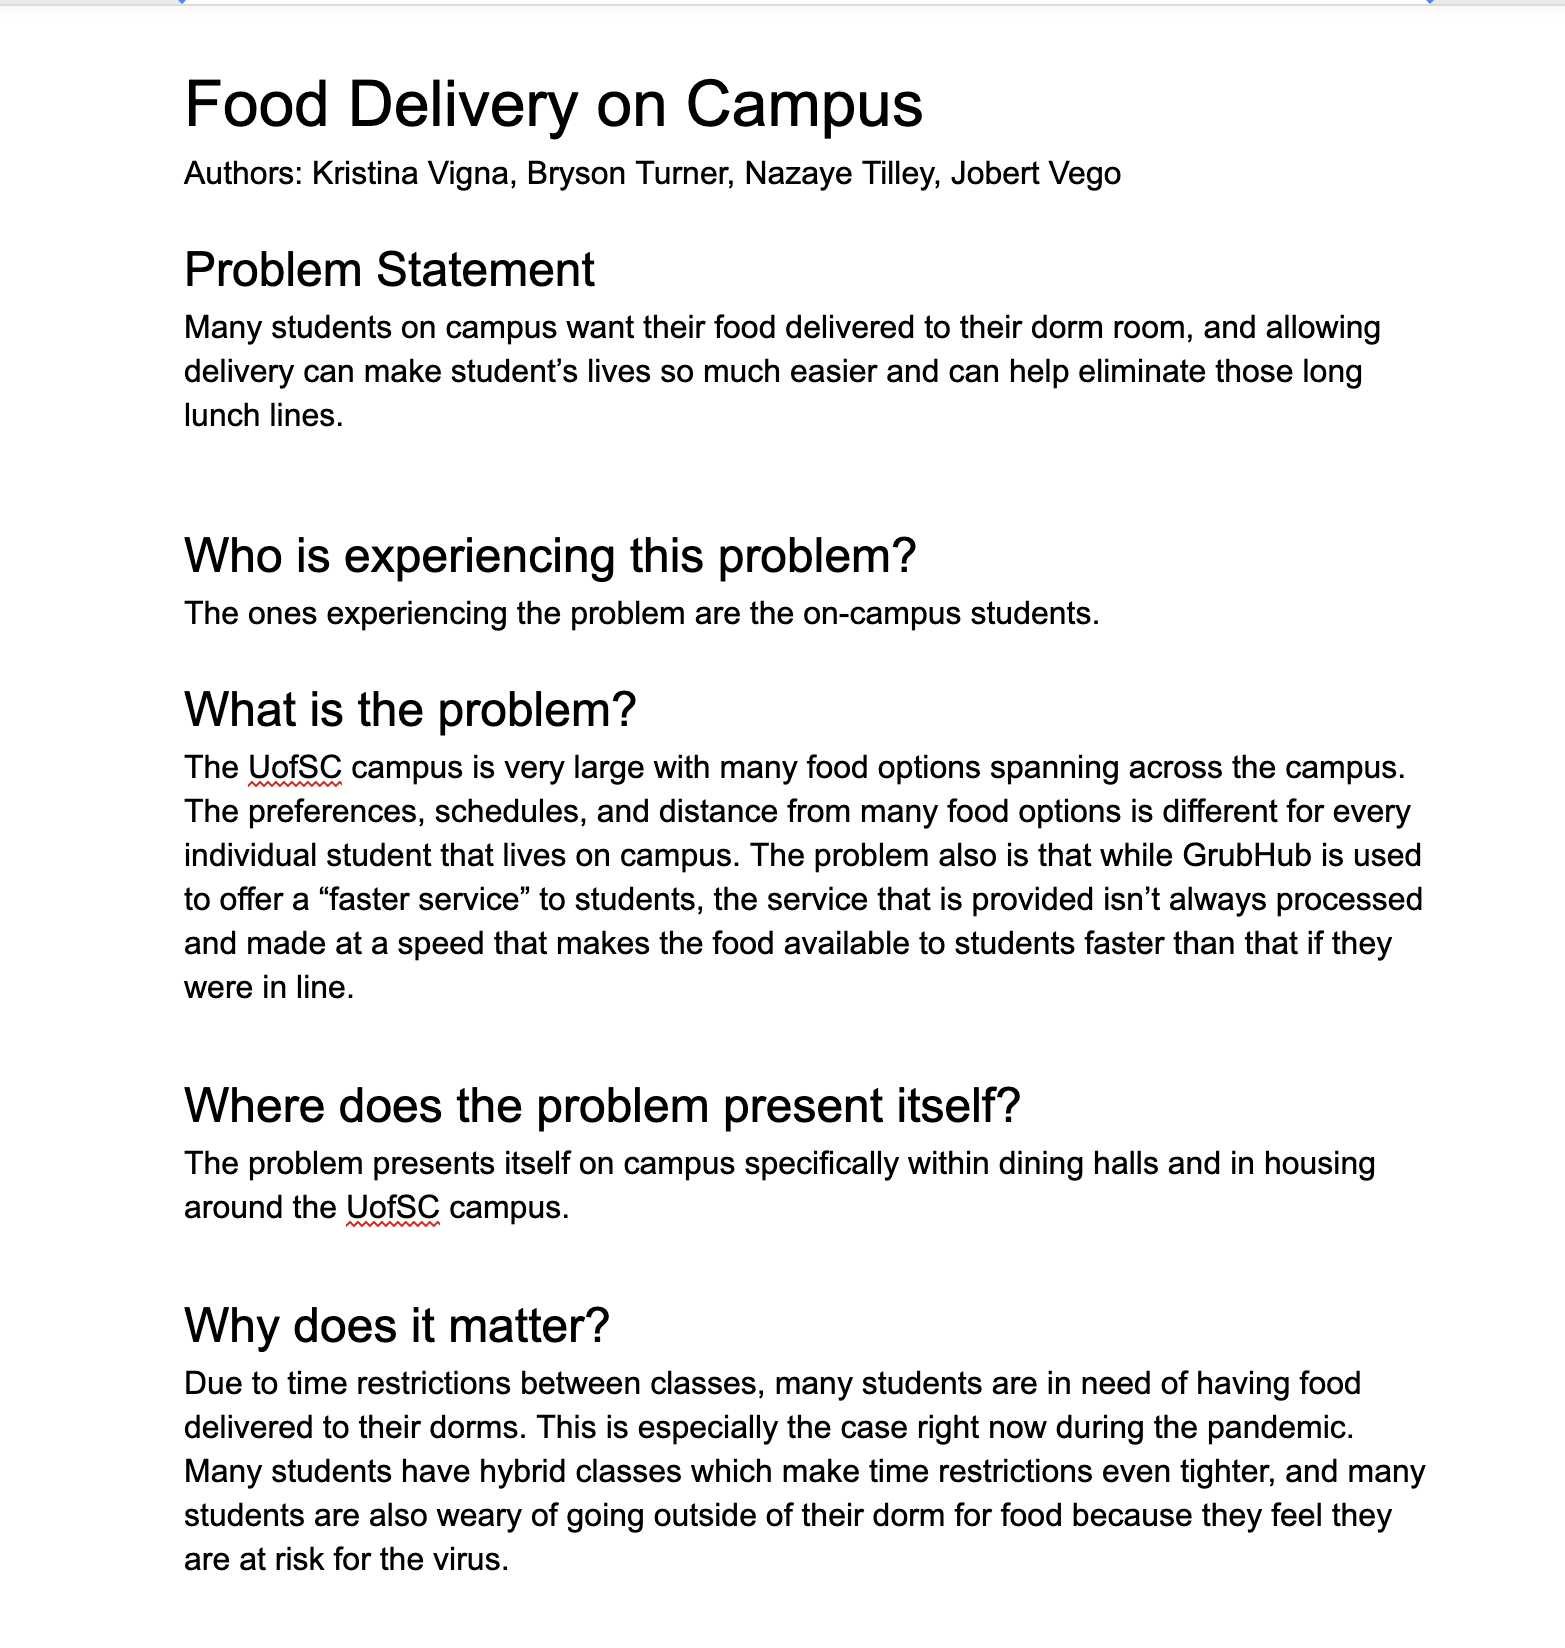 Food Delivery on Campus
Authors: Kristina Vigna, Bryson Turner, Nazaye Tilley, Jobert Vego
Problem Statement
Many students on campus want their food delivered to their dorm room, and allowing
delivery can make student’s lives so much easier and can help eliminate those long
lunch lines.
Who is experiencing this problem?
The ones experiencing the problem are the on-campus students.
What is the problem?
The UofSC campus is very large with many food options spanning across the campus.
The preferences, schedules, and distance from many food options is different for every
individual student that lives on campus. The problem also is that while GrubHub is used
to offer a “faster service” to students, the service that is provided isn’t always processed
and made at a speed that makes the food available to students faster than that if they
were in line.
Where does the problem present itself?
The problem presents itself on campus specifically within dining halls and in housing
around the UofSC campus.
Why does it matter?
Due to time restrictions between classes, many students are in need of having food
delivered to their dorms. This is especially the case right now during the pandemic.
Many students have hybrid classes which make time restrictions even tighter, and many
students are also weary of going outside of their dorm for food because they feel they
are at risk for the virus.